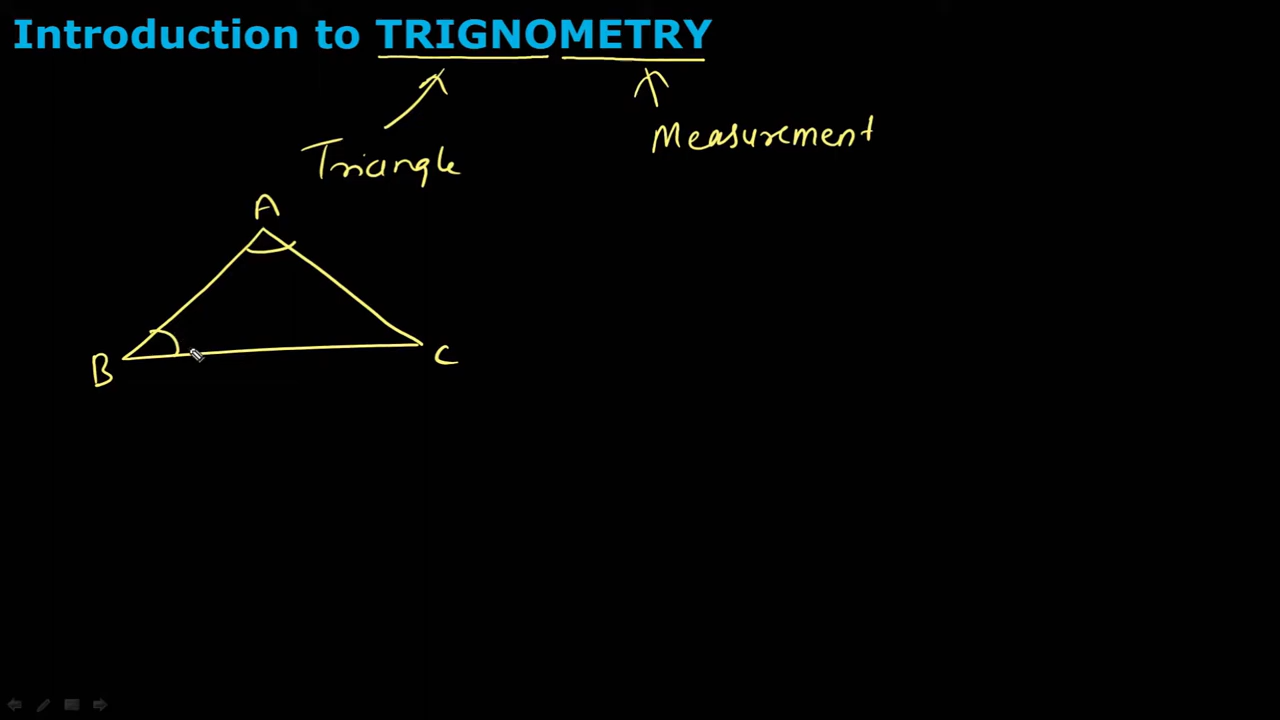 Introduction to TRIGNOMETRY
Measurement
Triangle
A
B
C